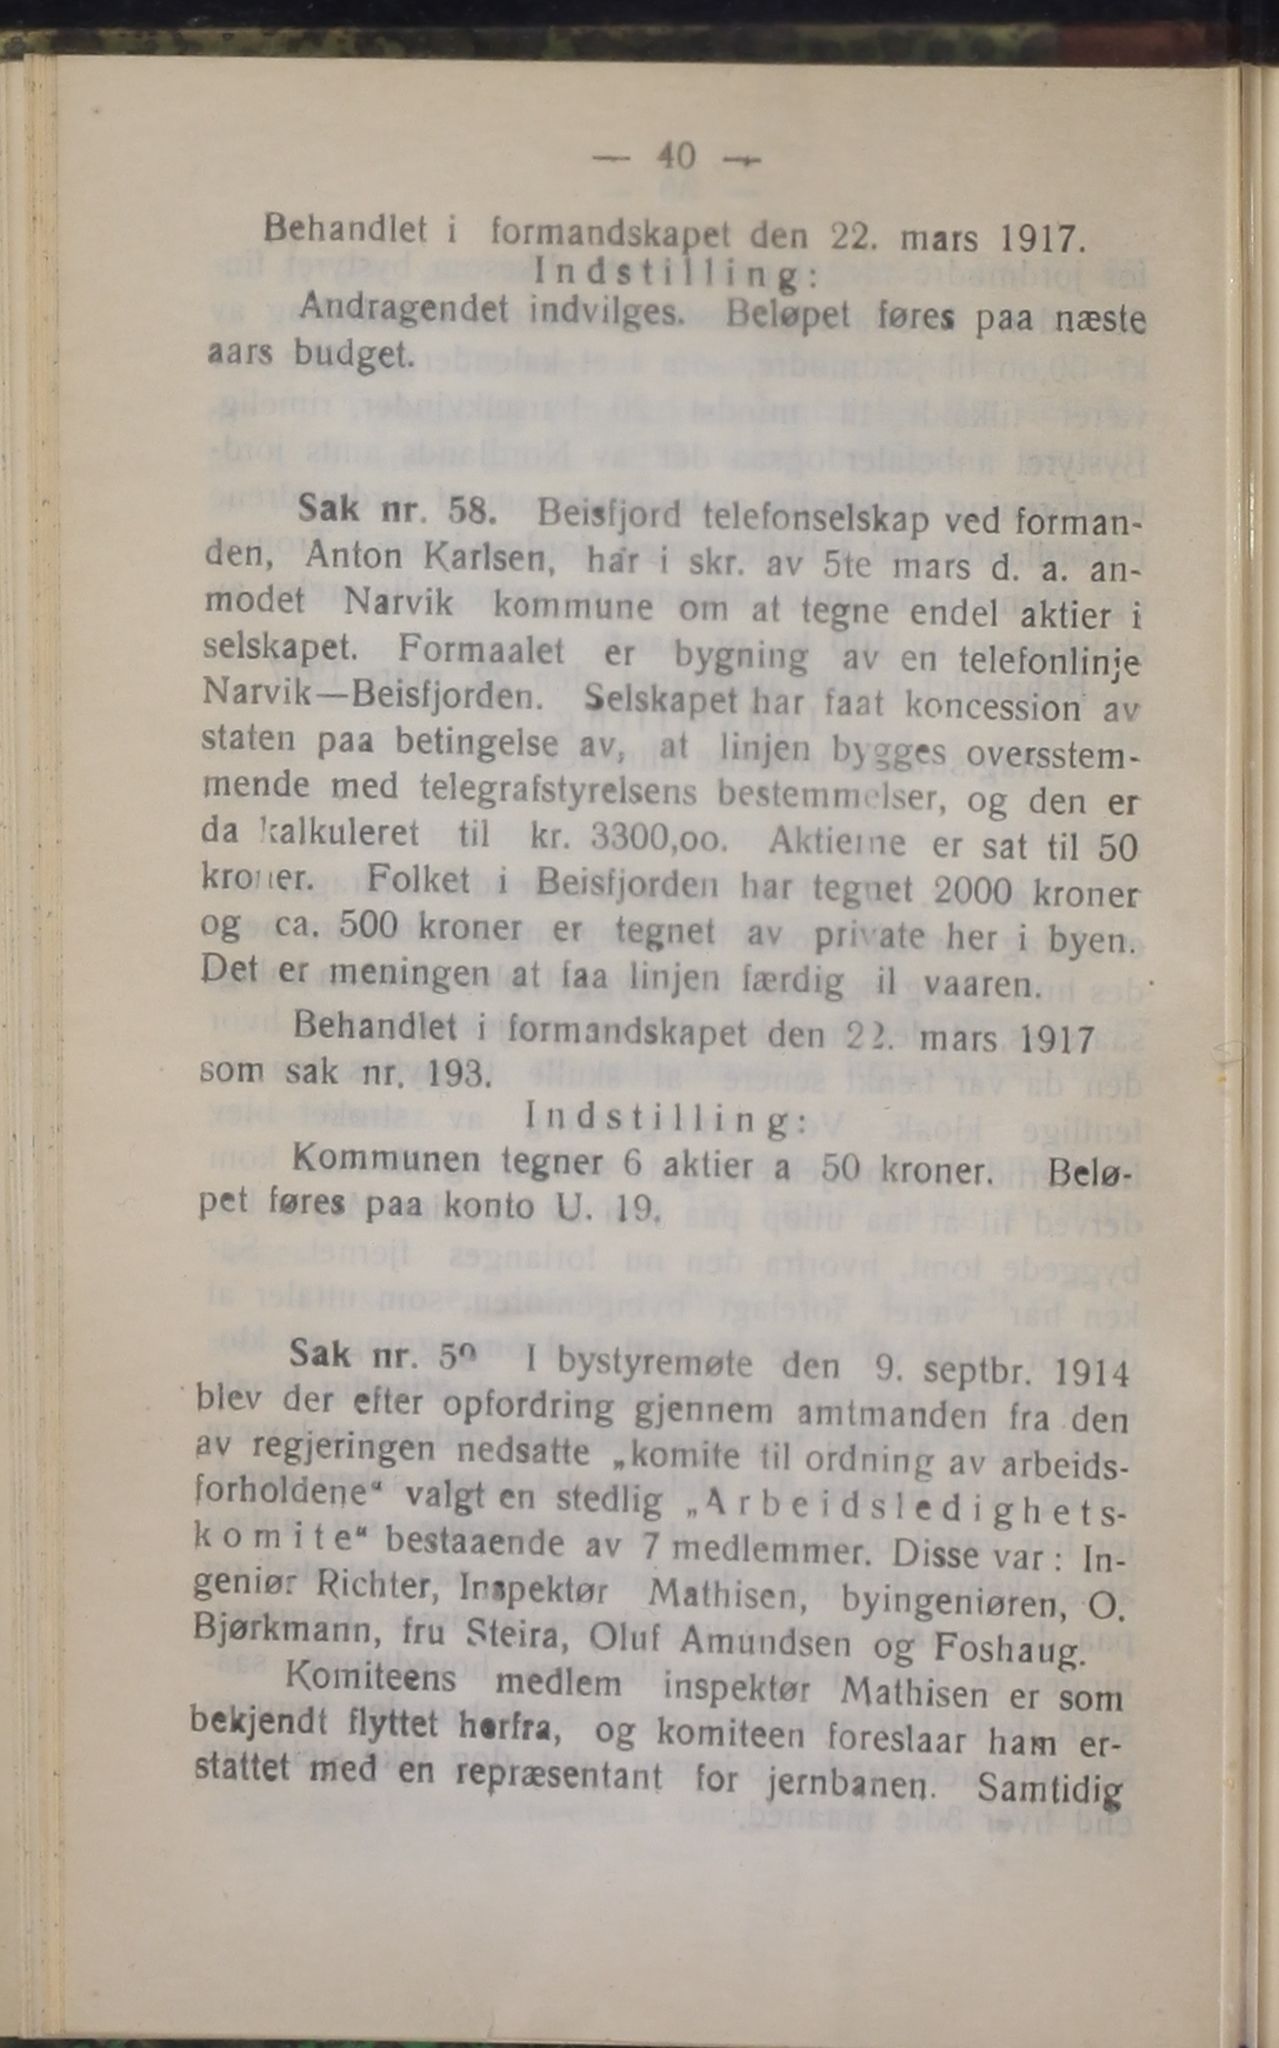 — 40 —
Behandlet i formandskapet den 22. mars 1917.
Indstilling:
Andragendet indvilges. Beløpet føres paa næste
aars budget.
Sak nr. 58. Beisfjord telefonselskap ved forman-
den, Anton Karlsen, har i skr. av 5te mars d. a. an-
modet Narvik kommune om at tegne endel aktier i
selskapet. Formaalet er bygning av en telefonlinje
Narvik—Beisfjorden. Selskapet har faat koncession av
staten paa betingelse av, at linjen bygges oversstem-
mende med telegrafstyrelsens bestemmelser, og den er
da kalkuleret til kr. 3300,oo. Aktierne er sat til 50
kroner. Folket i Beisfjorden har tegnet 2000 kroner
og ca. 500 kroner er tegnet av private her i byen.
Det er meningen at faa linjen færdig il vaaren.
Behandlet i formandskapet den 22. mars 1917
som sak nr. 193.
Indstilling:
Kommunen tegner 6 aktier a 50 kroner. Belø-
pet føres paa konto U. 19.
Sak nr. 59 I bystyremøte den 9. septbr. 1914
blev der efter opfordring gjennem amtmanden fra den
av regjeringen nedsatte „komite til ordning av arbeids-
forholdene“ valgt en stedlig „Arbeidsledighets-
komite“ bestaaende av 7 medlemmer. Disse var: In-
geniør Richter, Inspektør Mathisen, byingeniøren, O.
Bjørkmann, fru Steira, Oluf Amundsen og Foshaug.
Komiteens medlem inspektør Mathisen er som
bekjendt flyttet herfra, og komiteen foreslaar ham er-
stattet med en repræsentant for jernbanen. Samtidig